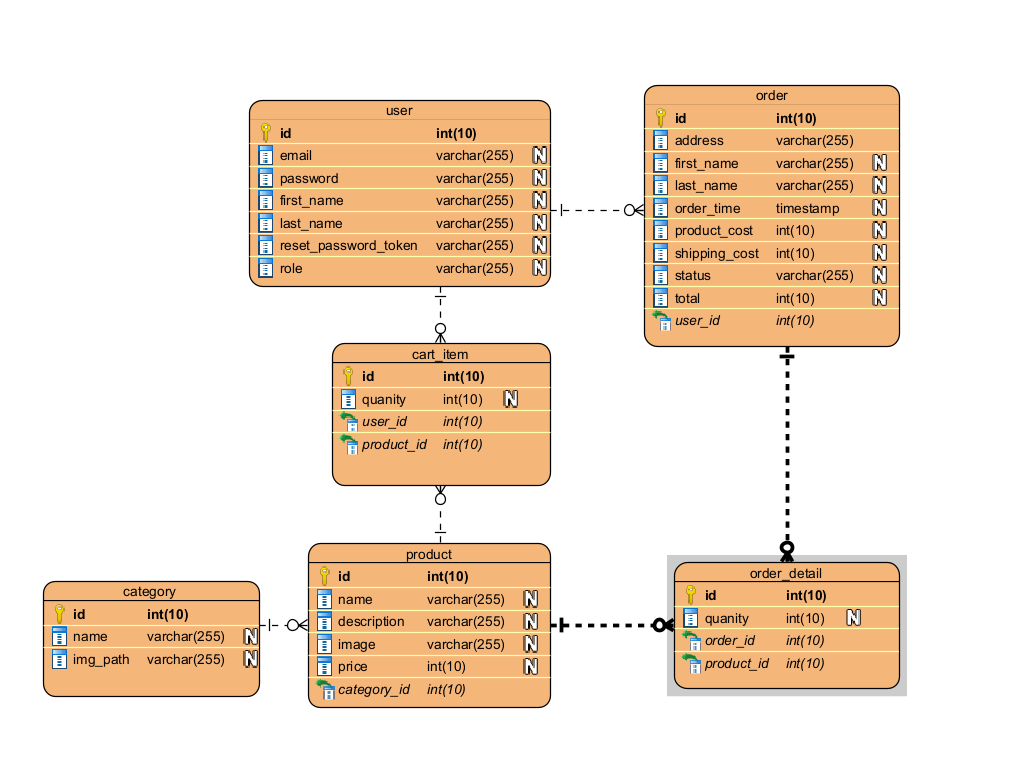 user
id int(10)
email varchar(255) N
password varchar(255) N
first_name varchar(255) N
last_name varchar(255) N
reset_password_token varchar(255) N
role varchar(255) N
order
id int(10)
address varchar(255)
first_name varchar(255) N
last_name varchar(255) N
order_time timestamp N
product_cost int(10) N
shipping_cost int(10) N
status varchar(255) N
total int(10) N
user_id int(10)
cart_item
id int(10)
quanity int(10) N
user_id int(10)
product_id int(10)
category
id int(10)
name varchar(255) N
img_path varchar(255) N
product
id int(10)
name varchar(255) N
description varchar(255) N
image varchar(255) N
price int(10) N
category_id int(10)
order_detail
id int(10)
quanity int(10) N
order_id int(10)
product_id int(10)